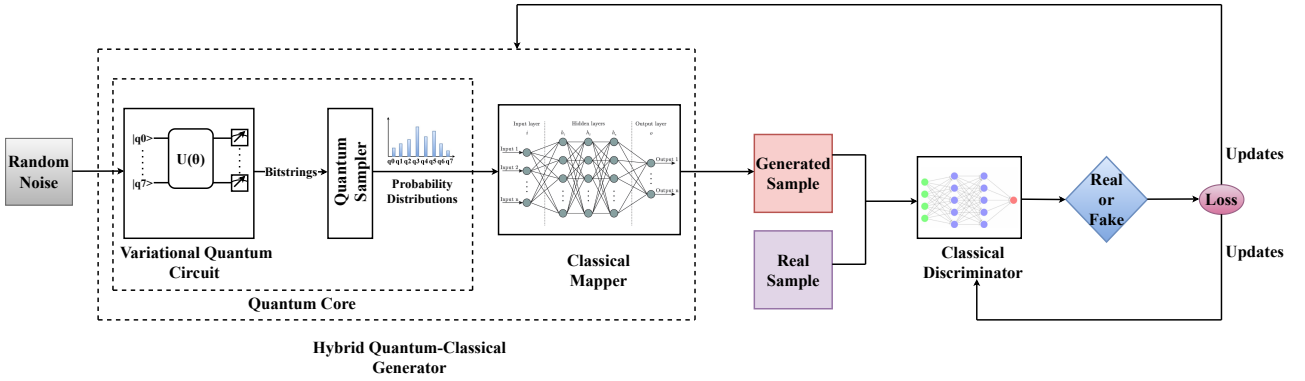 Random
Noise
|q0>
|q7>
U(θ)
Variational Quantum
Circuit
Bitstrings
Quantum
Sampler
q0 q1 q2 q3 q4 q5 q6 q7
Probability
Distributions
Quantum Core
Input layer
Hidden layers
Output layer
Input 1
Input 2
Input n
Output 1
Output n
Classical
Mapper
Hybrid Quantum-Classical
Generator
Generated
Sample
Real
Sample
Classical
Discriminator
Real
or
Fake
Loss
Updates
Updates